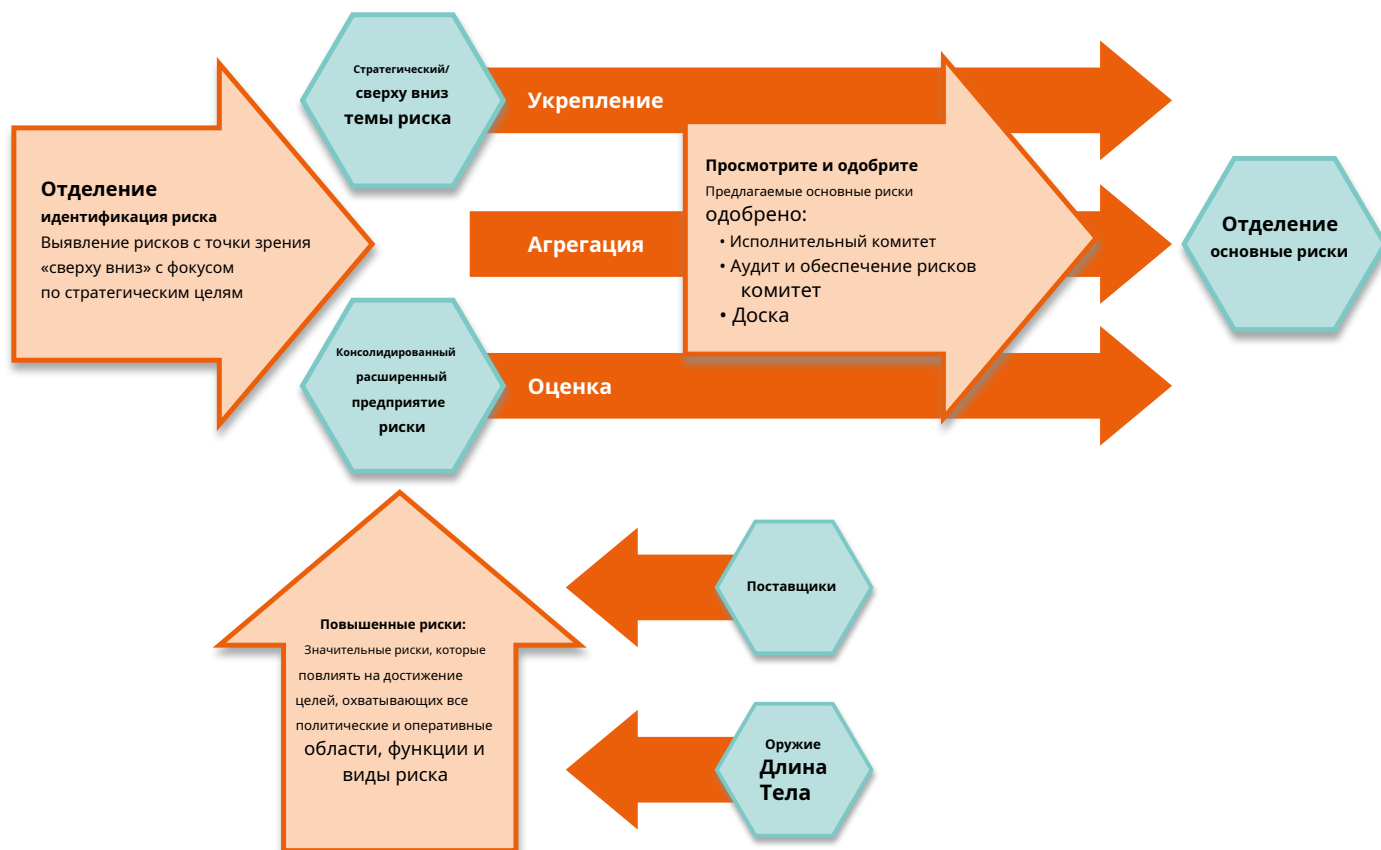 Стратегический/
сверху вниз
темы риска
Укрепление
Отделение
идентификация риска
Выявление рисков с точки зрения
«сверху вниз» с фокусом
по стратегическим целям
Агрегация
Просмотрите и одобрите
Предлагаемые основные риски
одобрено:
• Исполнительный комитет
• Аудит и обеспечение рисков
комитет
• Доска
Отделение
основные риски
Консолидированный
расширенный
предприятие
риски
Оценка
Повышенные риски:
Значительные риски, которые
повлиять на достижение
целей, охватывающих все
политические и оперативные
области, функции и
виды риска
Поставщики
Оружие
Длина
Тела